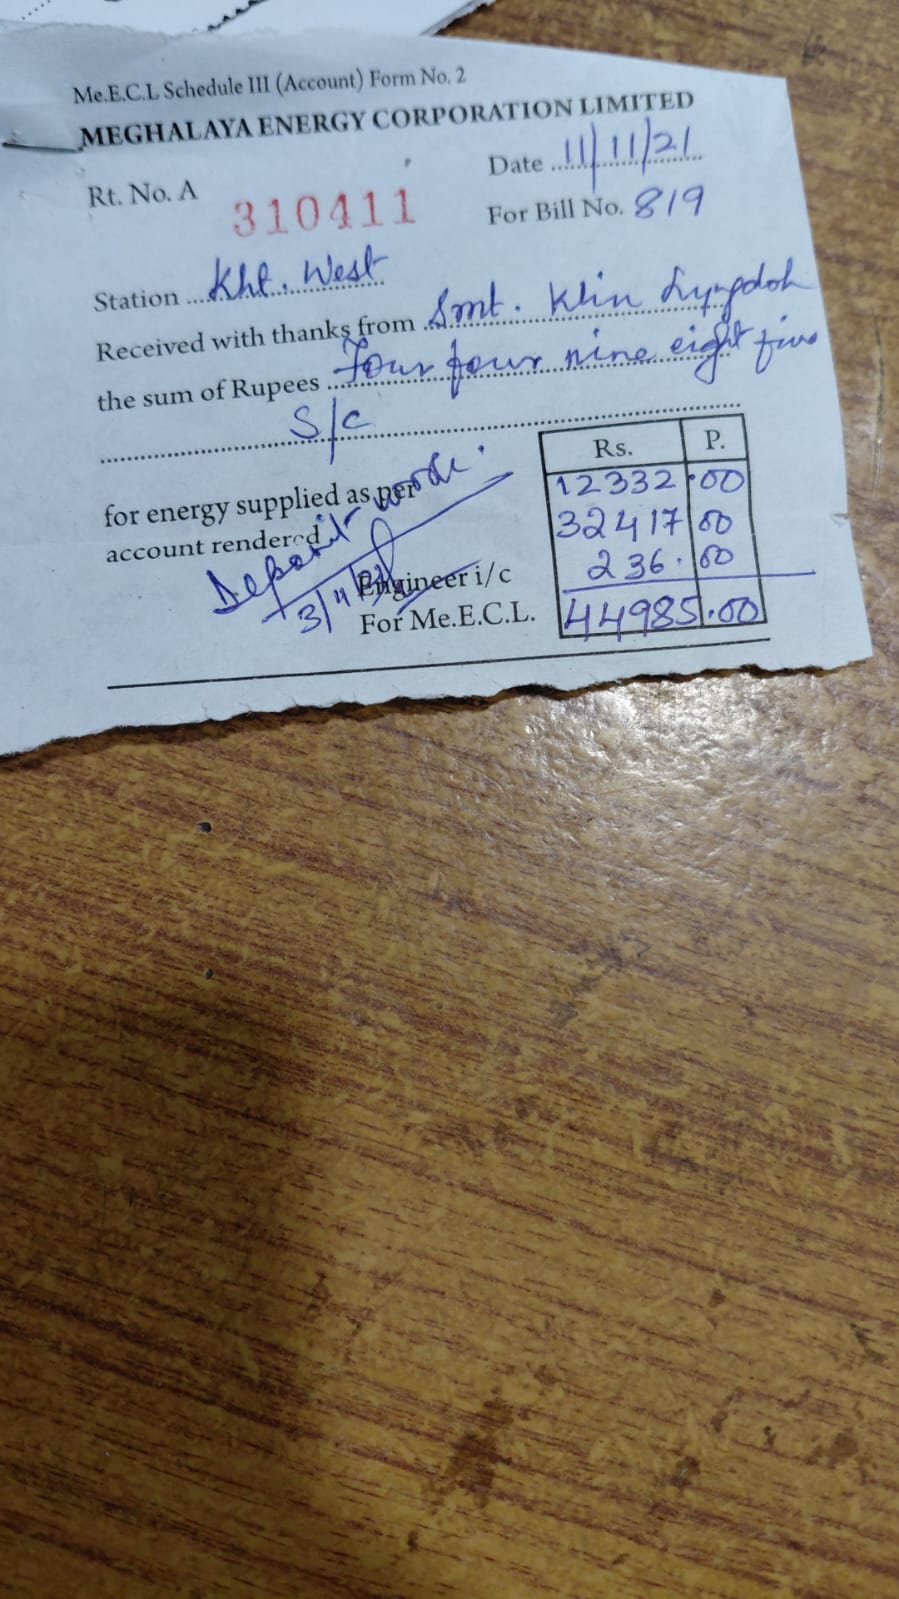 Me.E.C.L Schedule III (Account) Form No. 2
MEGHALAYA ENERGY CORPORATION LIMITED
Rt. No. A 310411
Date 11/11/21
For Bill No. 819
Station Khl. West
Received with thanks from Smt. Klin Lyngdoh
the sum of Rupees Four four nine eight five
S/c
Rs. P.
12332.00
32417 00
236.00
44985.00
for energy supplied as per
account rendered
Deposit work.
Engineer i/c
For Me.E.C.L.